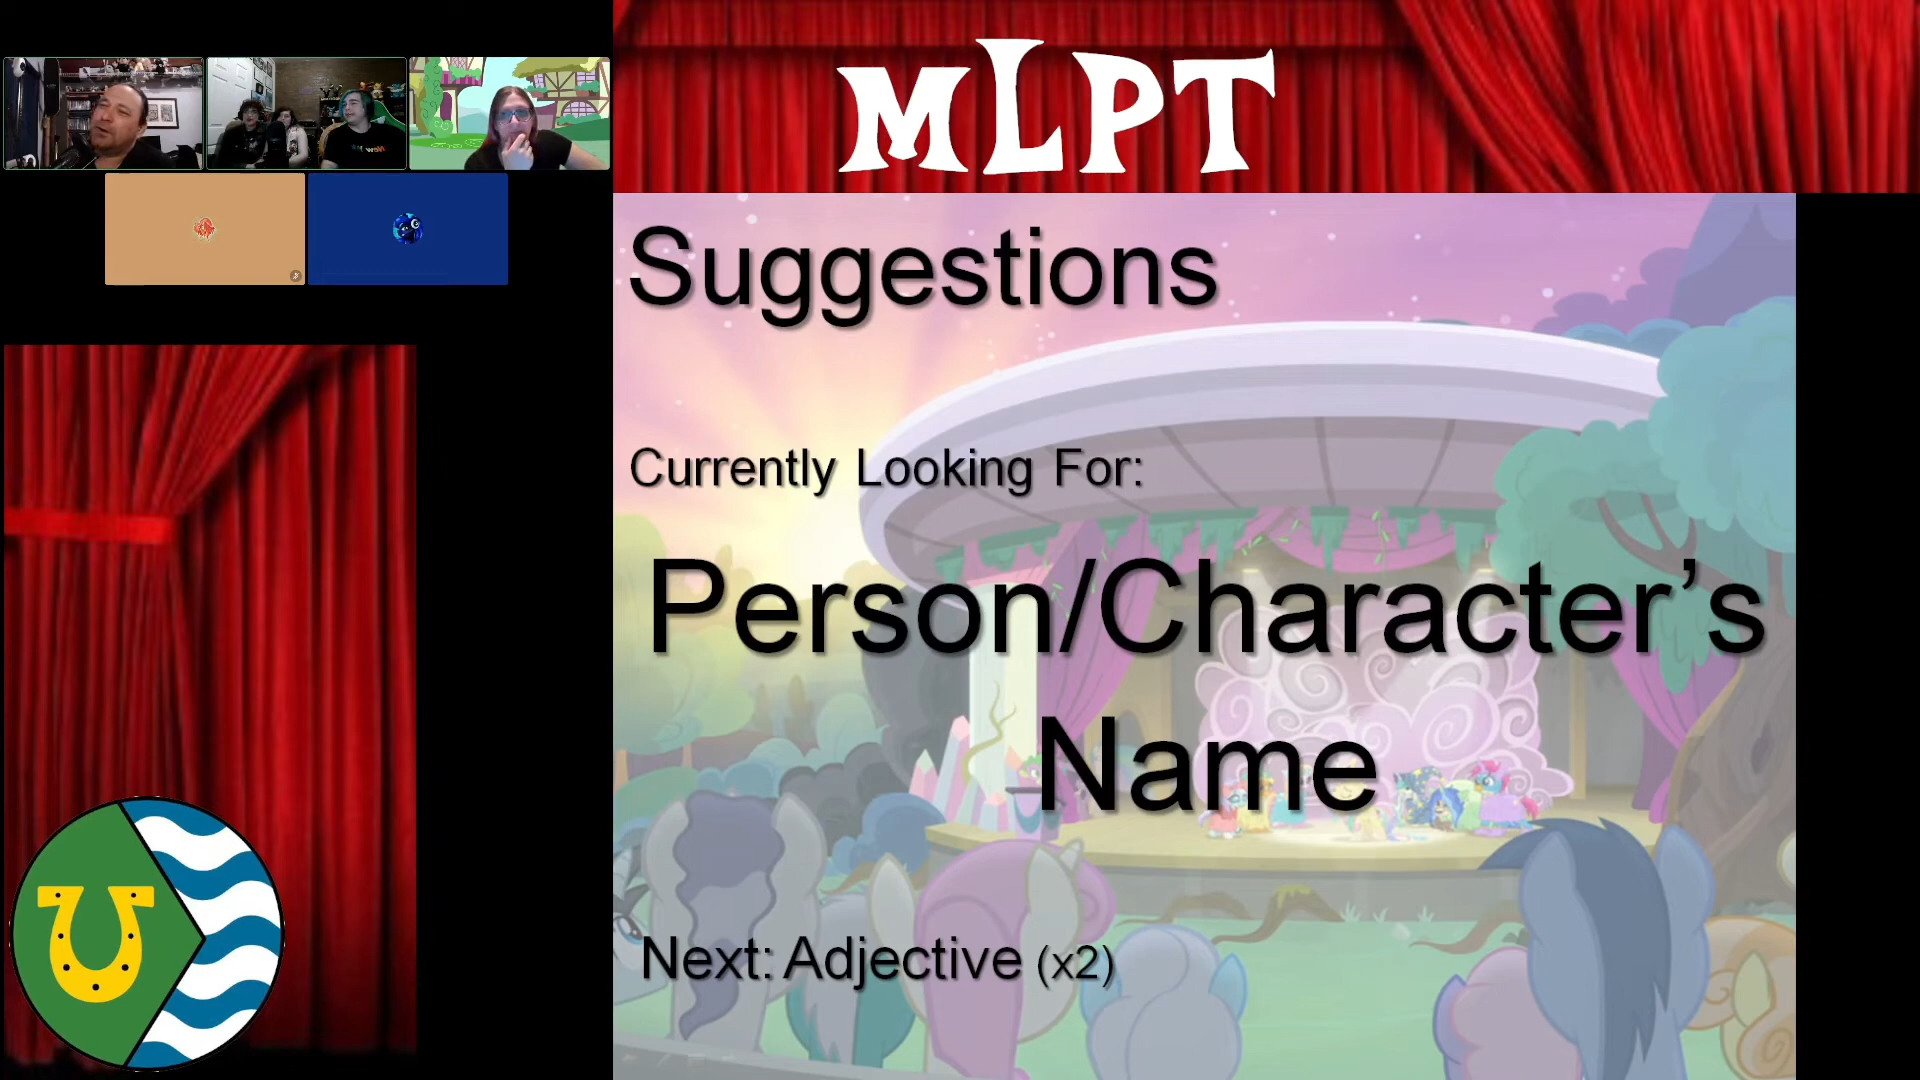 MLPT
Suggestions
Currently Looking For:
Person/Character’s
Name
Next: Adjective (x2)